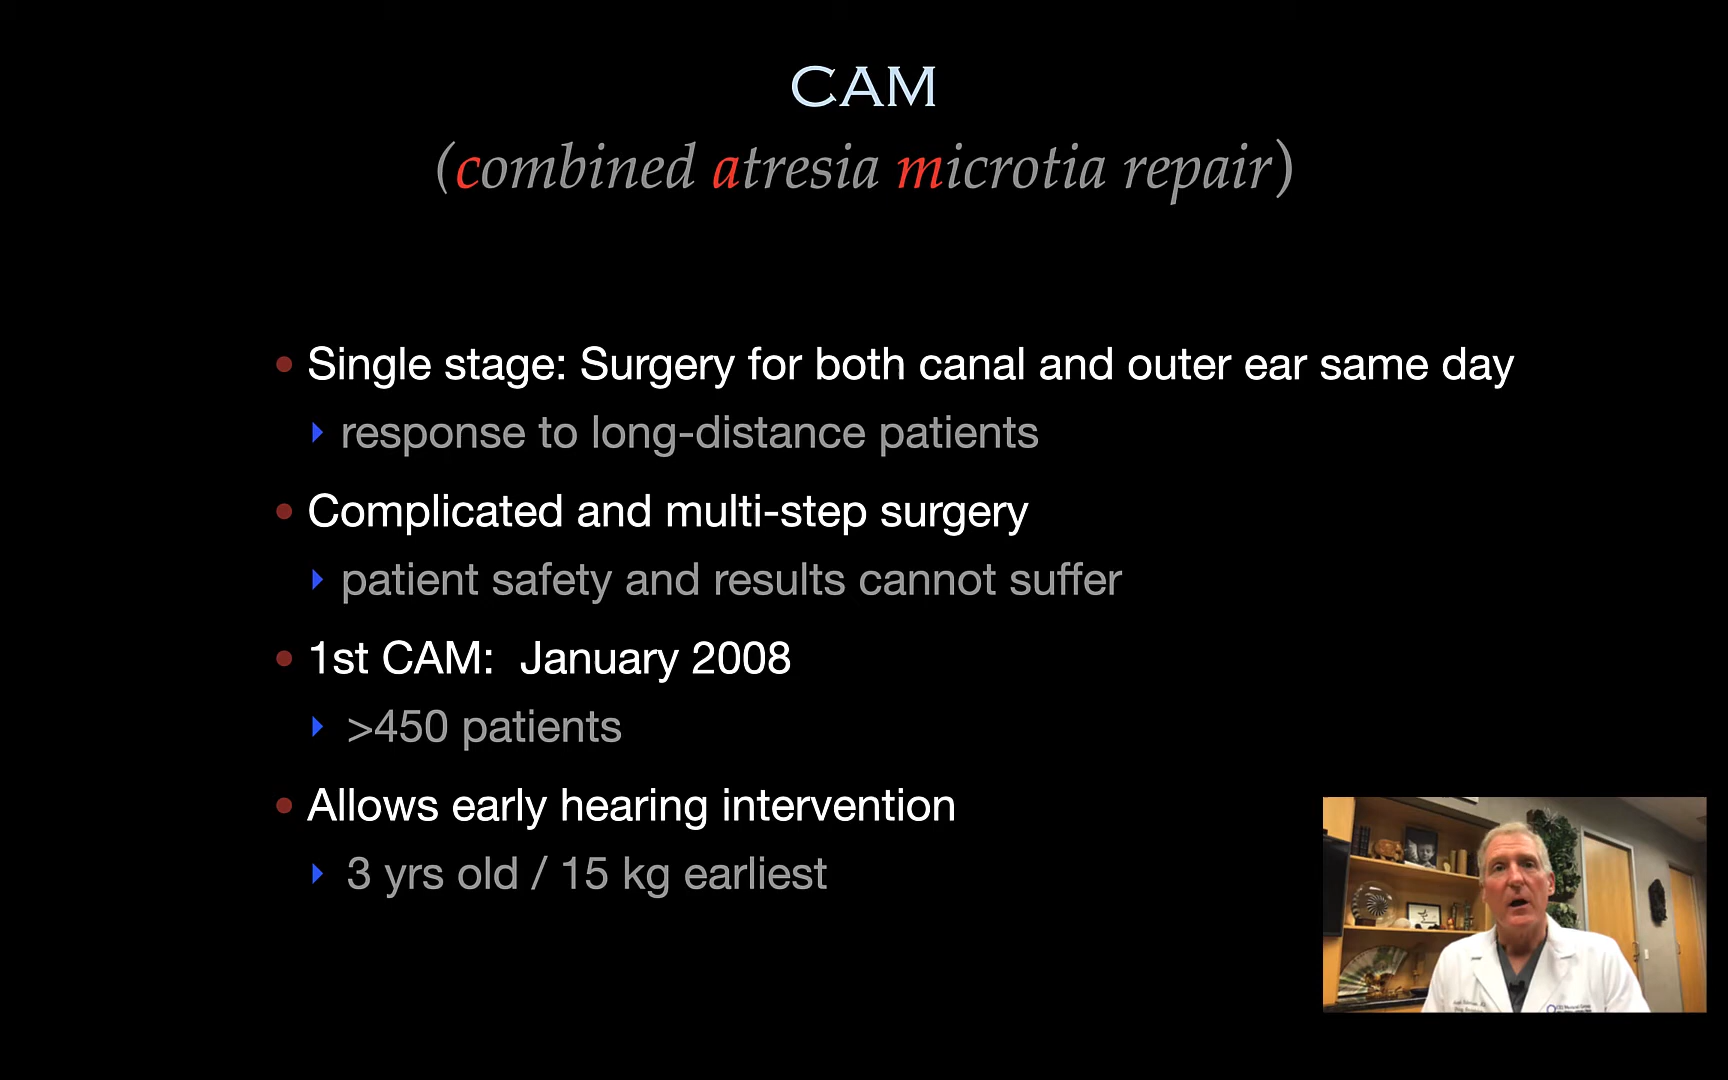 CAM
(combined atresia microtia repair)
• Single stage: Surgery for both canal and outer ear same day
‣ response to long-distance patients
• Complicated and multi-step surgery
‣ patient safety and results cannot suffer
• 1st CAM: January 2008
‣ >450 patients
• Allows early hearing intervention
‣ 3 yrs old / 15 kg earliest